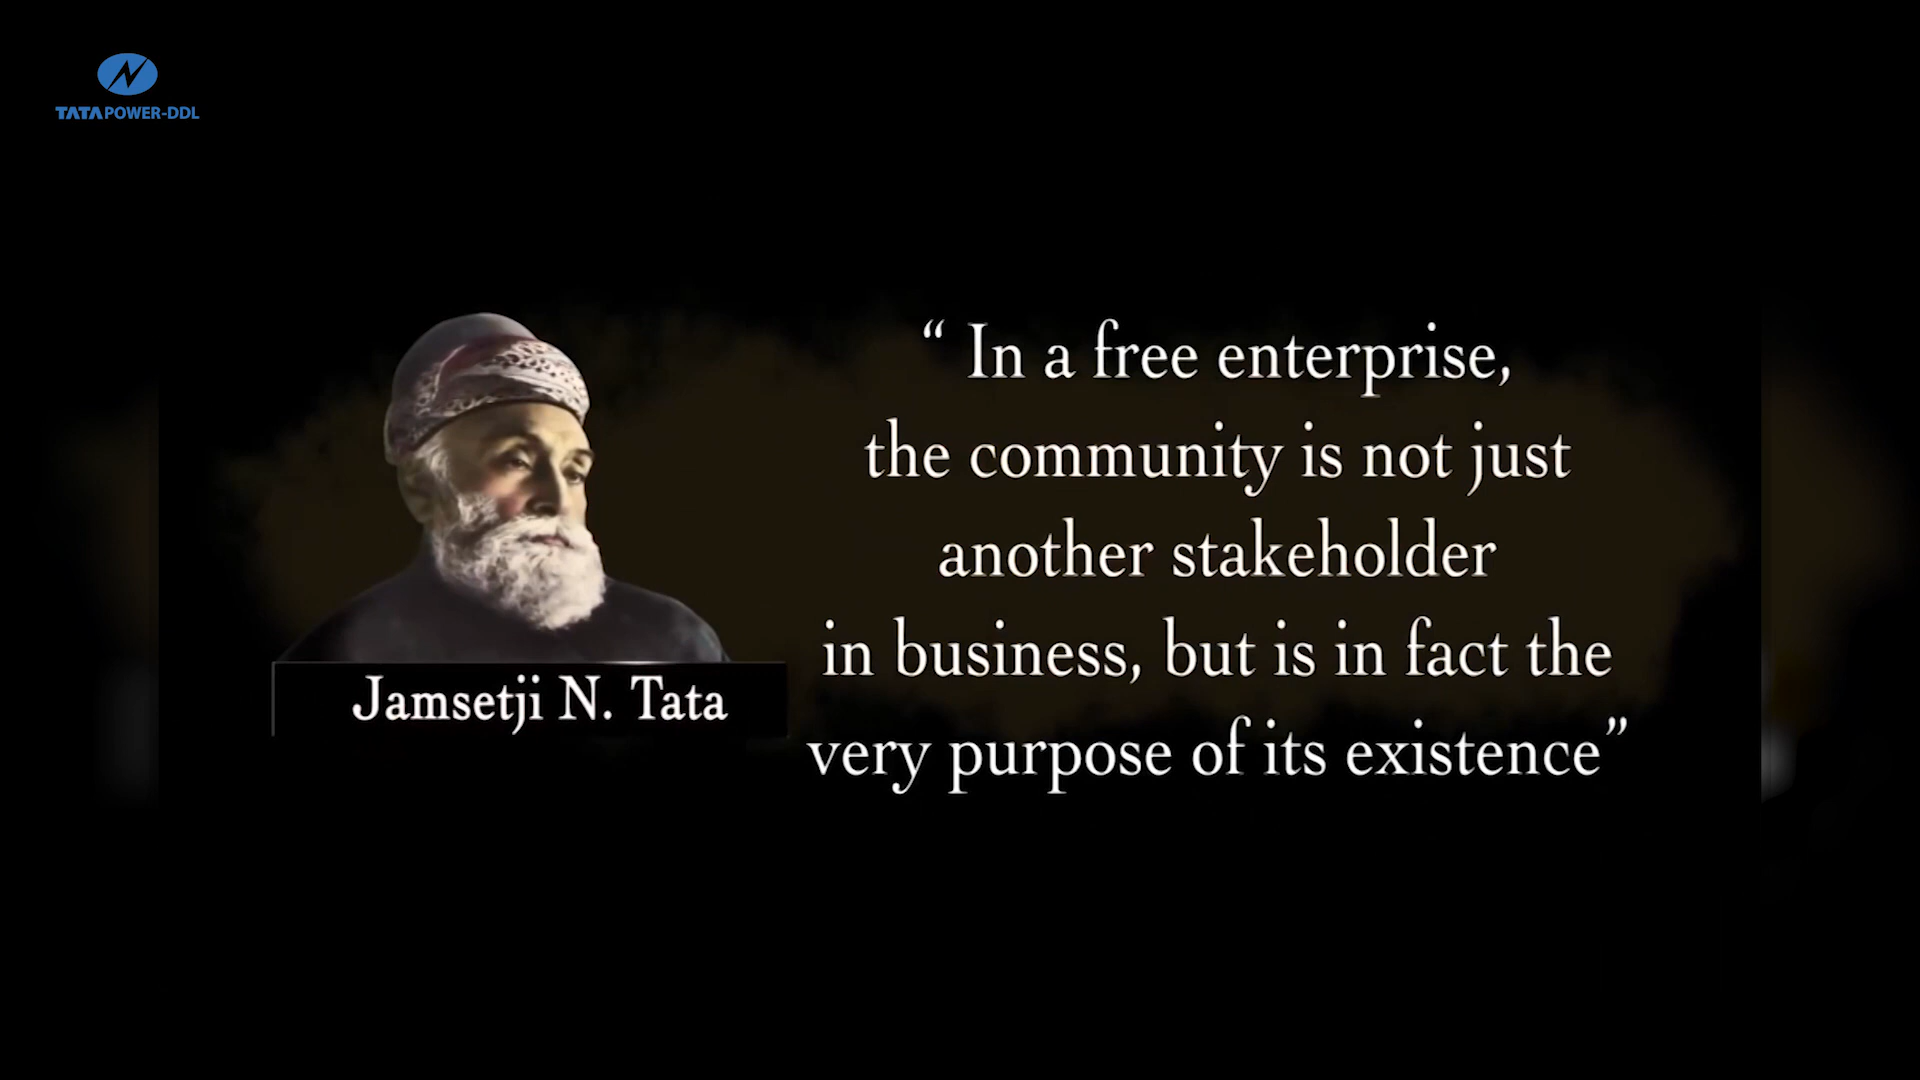 TATA POWER-DDL
“ In a free enterprise,
the community is not just
another stakeholder
in business, but is in fact the
very purpose of its existence”
Jamsetji N. Tata